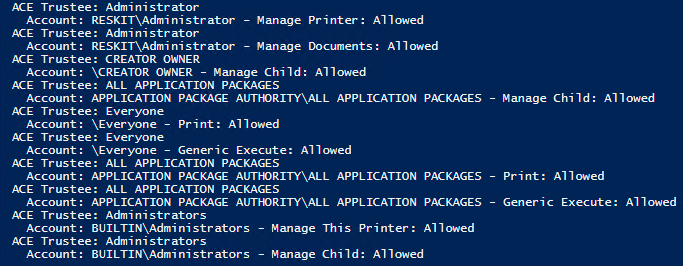 ACE Trustee: Administrator
Account: RESKIT\Administrator - Manage Printer: Allowed
ACE Trustee: Administrator
Account: RESKIT\Administrator - Manage Documents: Allowed
ACE Trustee: CREATOR OWNER
Account: \CREATOR OWNER - Manage Child: Allowed
ACE Trustee: ALL APPLICATION PACKAGES
Account: APPLICATION PACKAGE AUTHORITY\ALL APPLICATION PACKAGES - Manage Child: Allowed
ACE Trustee: Everyone
Account: \Everyone - Print: Allowed
ACE Trustee: Everyone
Account: \Everyone - Generic Execute: Allowed
ACE Trustee: ALL APPLICATION PACKAGES
Account: APPLICATION PACKAGE AUTHORITY\ALL APPLICATION PACKAGES - Print: Allowed
ACE Trustee: ALL APPLICATION PACKAGES
Account: APPLICATION PACKAGE AUTHORITY\ALL APPLICATION PACKAGES - Generic Execute: Allowed
ACE Trustee: Administrators
Account: BUILTIN\Administrators - Manage This Printer: Allowed
ACE Trustee: Administrators
Account: BUILTIN\Administrators - Manage Child: Allowed